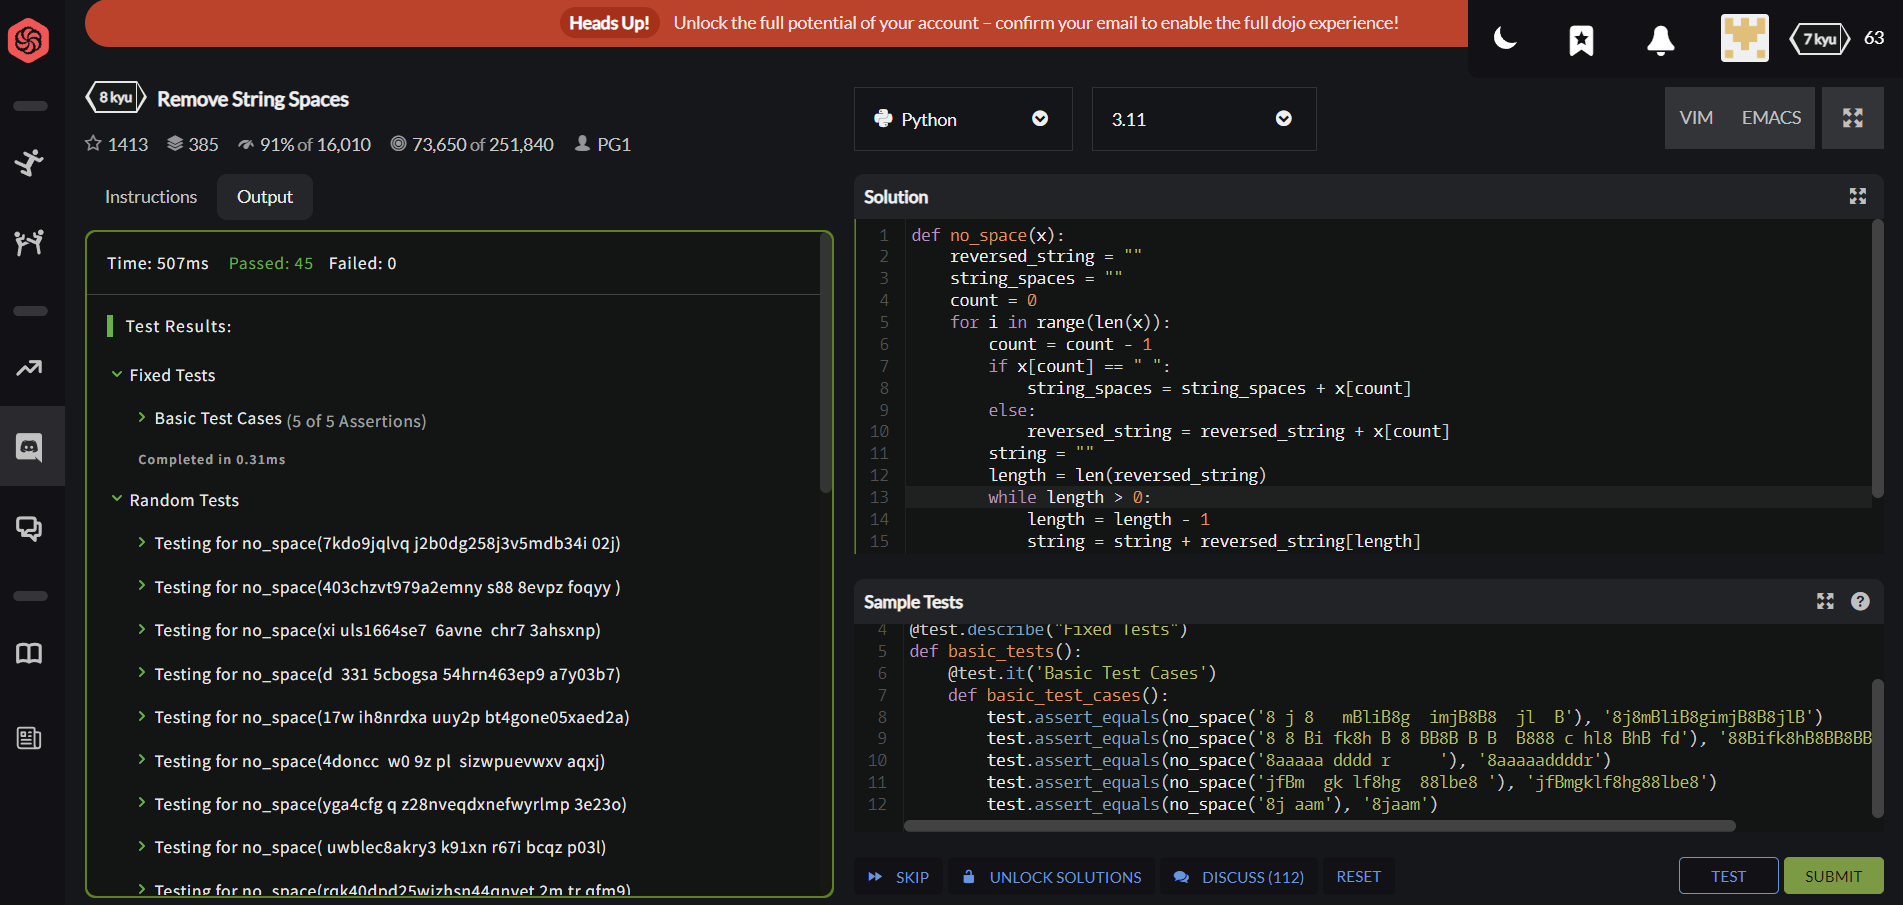 Heads Up! Unlock the full potential of your account – confirm your email to enable the full dojo experience!
7 kyu 63
8 kyu Remove String Spaces
1413 385 91% of 16,010 73,650 of 251,840 PG1
Instructions Output
Time: 507ms Passed: 45 Failed: 0
Test Results:
Fixed Tests
Basic Test Cases (5 of 5 Assertions)
Completed in 0.31ms
Random Tests
Testing for no_space(7kdo9jqlvq j2b0dg258j3v5mdb34i 02j)
Testing for no_space(403chzvt979a2emny s88 8evpz foqyy )
Testing for no_space(xi uls1664se7  6avne  chr7 3ahsxnp)
Testing for no_space(d  331 5cbogsa 54hrn463ep9 a7y03b7)
Testing for no_space(17w ih8nrdxa uuy2p bt4gone05xaed2a)
Testing for no_space(4doncc  w0 9z pl  sizwpuevwxv aqxj)
Testing for no_space(yga4cfg q z28nveqdxnefwyrlmp 3e23o)
Testing for no_space( uwblec8akry3 k91xn r67i bcqz p03l)
Testing for
Python 3.11 VIM EMACS
Solution
1 def no_space(x):
2     reversed_string = ""
3     string_spaces = ""
4     count = 0
5     for i in range(len(x)):
6         count = count - 1
7         if x[count] == " ":
8             string_spaces = string_spaces + x[count]
9         else:
10             reversed_string = reversed_string + x[count]
11         string = ""
12         length = len(reversed_string)
13         while length > 0:
14             length = length - 1
15             string = string + reversed_string[length]
Sample Tests ?
4 @test.describe("Fixed Tests")
5 def basic_tests():
6     @test.it('Basic Test Cases')
7     def basic_test_cases():
8         test.assert_equals(no_space('8 j 8   mBliB8g  imjB8B8  jl  B'), '8j8mBliB8gimjB8B8jlB')
9         test.assert_equals(no_space('8 8 Bi fk8h B 8 BB8B B B  B888 c hl8 BhB fd'), '88Bifk8hB8BB8BB
10         test.assert_equals(no_space('8aaaaa dddd r     '), '8aaaaaddddr')
11         test.assert_equals(no_space('jfBm  gk lf8hg  88lbe8 '), 'jfBmgklf8hg88lbe8')
12         test.assert_equals(no_space('8j aam'), '8jaam')
SKIP UNLOCK SOLUTIONS DISCUSS (112) RESET TEST SUBMIT